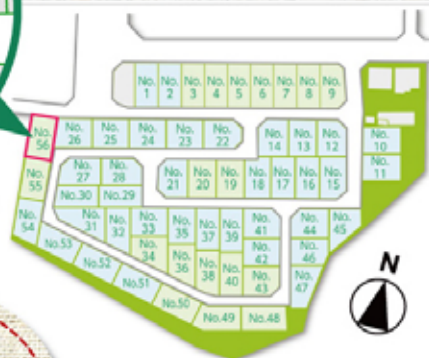 No. 1
No. 2
No. 3
No. 4
No. 5
No. 6
No. 7
No. 8
No. 9
No. 56
No. 26
No. 25
No. 24
No. 23
No. 22
No. 14
No. 13
No. 12
No. 10
No. 11
No. 55
No. 27
No. 28
No. 21
No. 20
No. 19
No. 18
No. 17
No. 16
No. 15
No.30
No.29
No. 54
No. 31
No. 32
No. 33
No. 34
No. 35
No. 36
No. 37
No. 38
No. 39
No. 40
No. 41
No. 42
No. 43
No. 44
No. 45
No. 46
No. 47
No.53
No.52
No.51
No.50
No.49
No.48
N